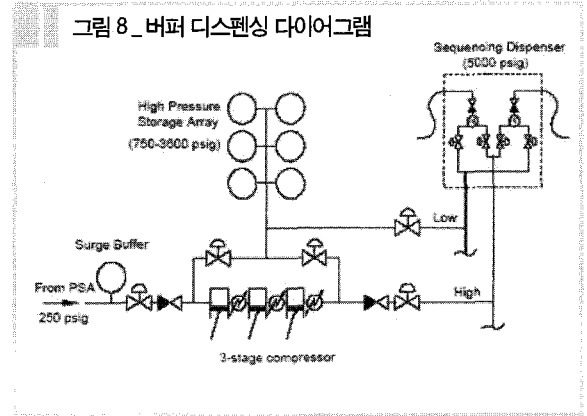 그림 8 _ 버퍼 디스펜싱 다이어그램
Sequencing Dispenser
(5000 psig)
High Pressure
Storage Array
(750-3600 psig)
Low
Surge Buffer
From PSA
250 psig
High
3-stage compressor